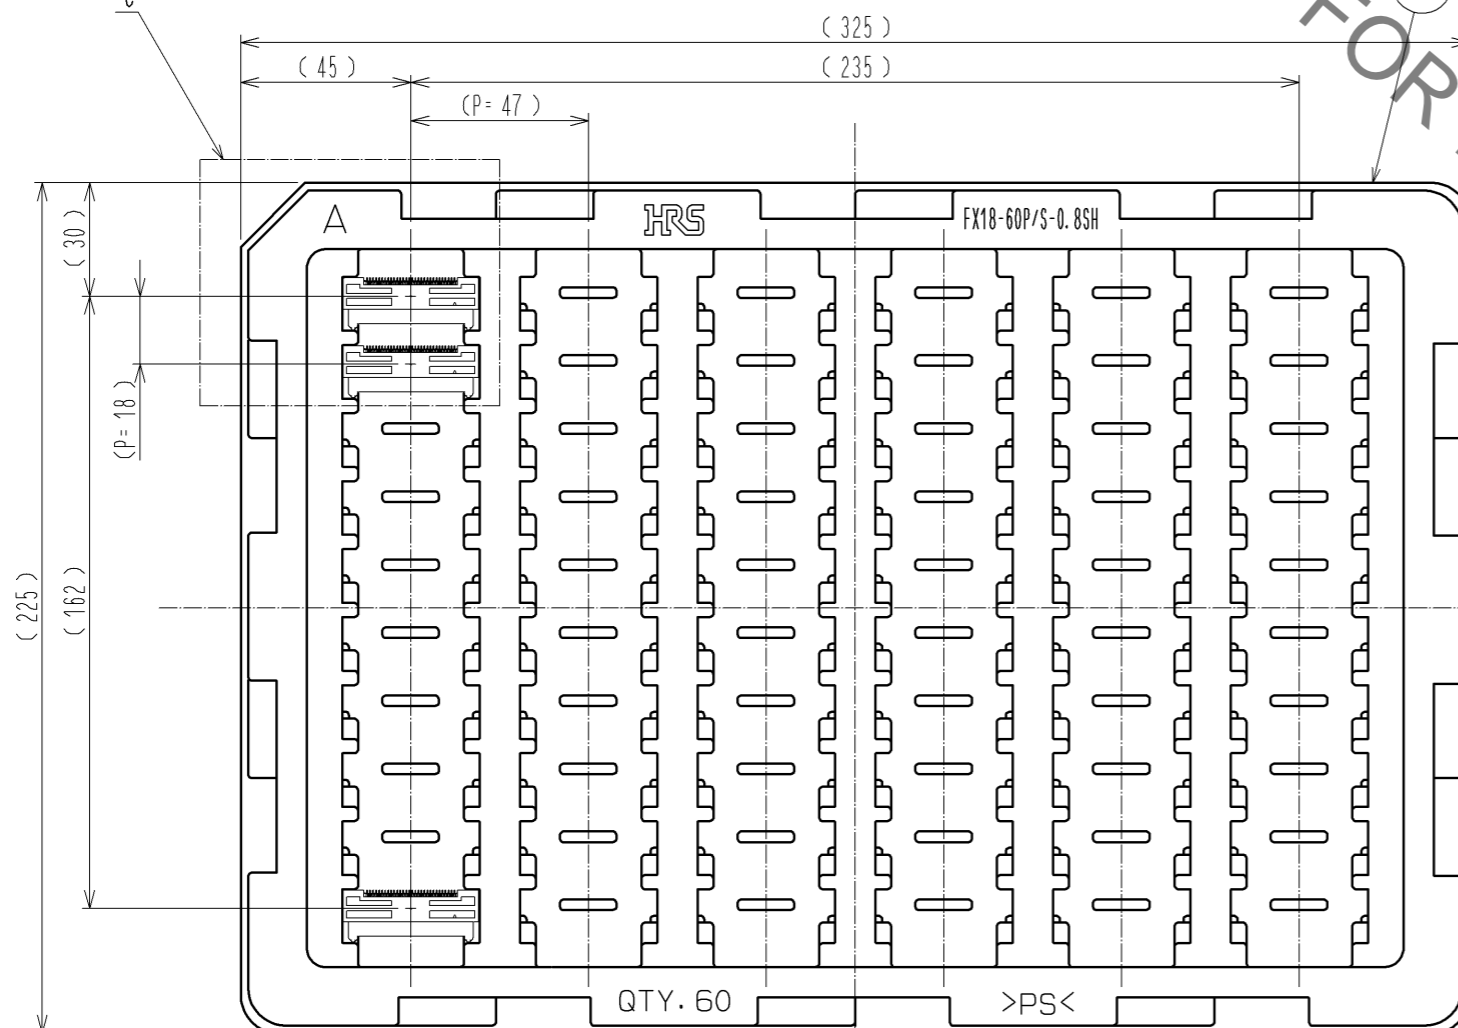 ( 325 )
( 45 )
( 235 )
(P= 47 )
FOR
A
HRS
FX18-60P/S-0.8SH
( 30 )
(P= 18 )
( 162 )
( 225 )
QTY. 60
>PS<